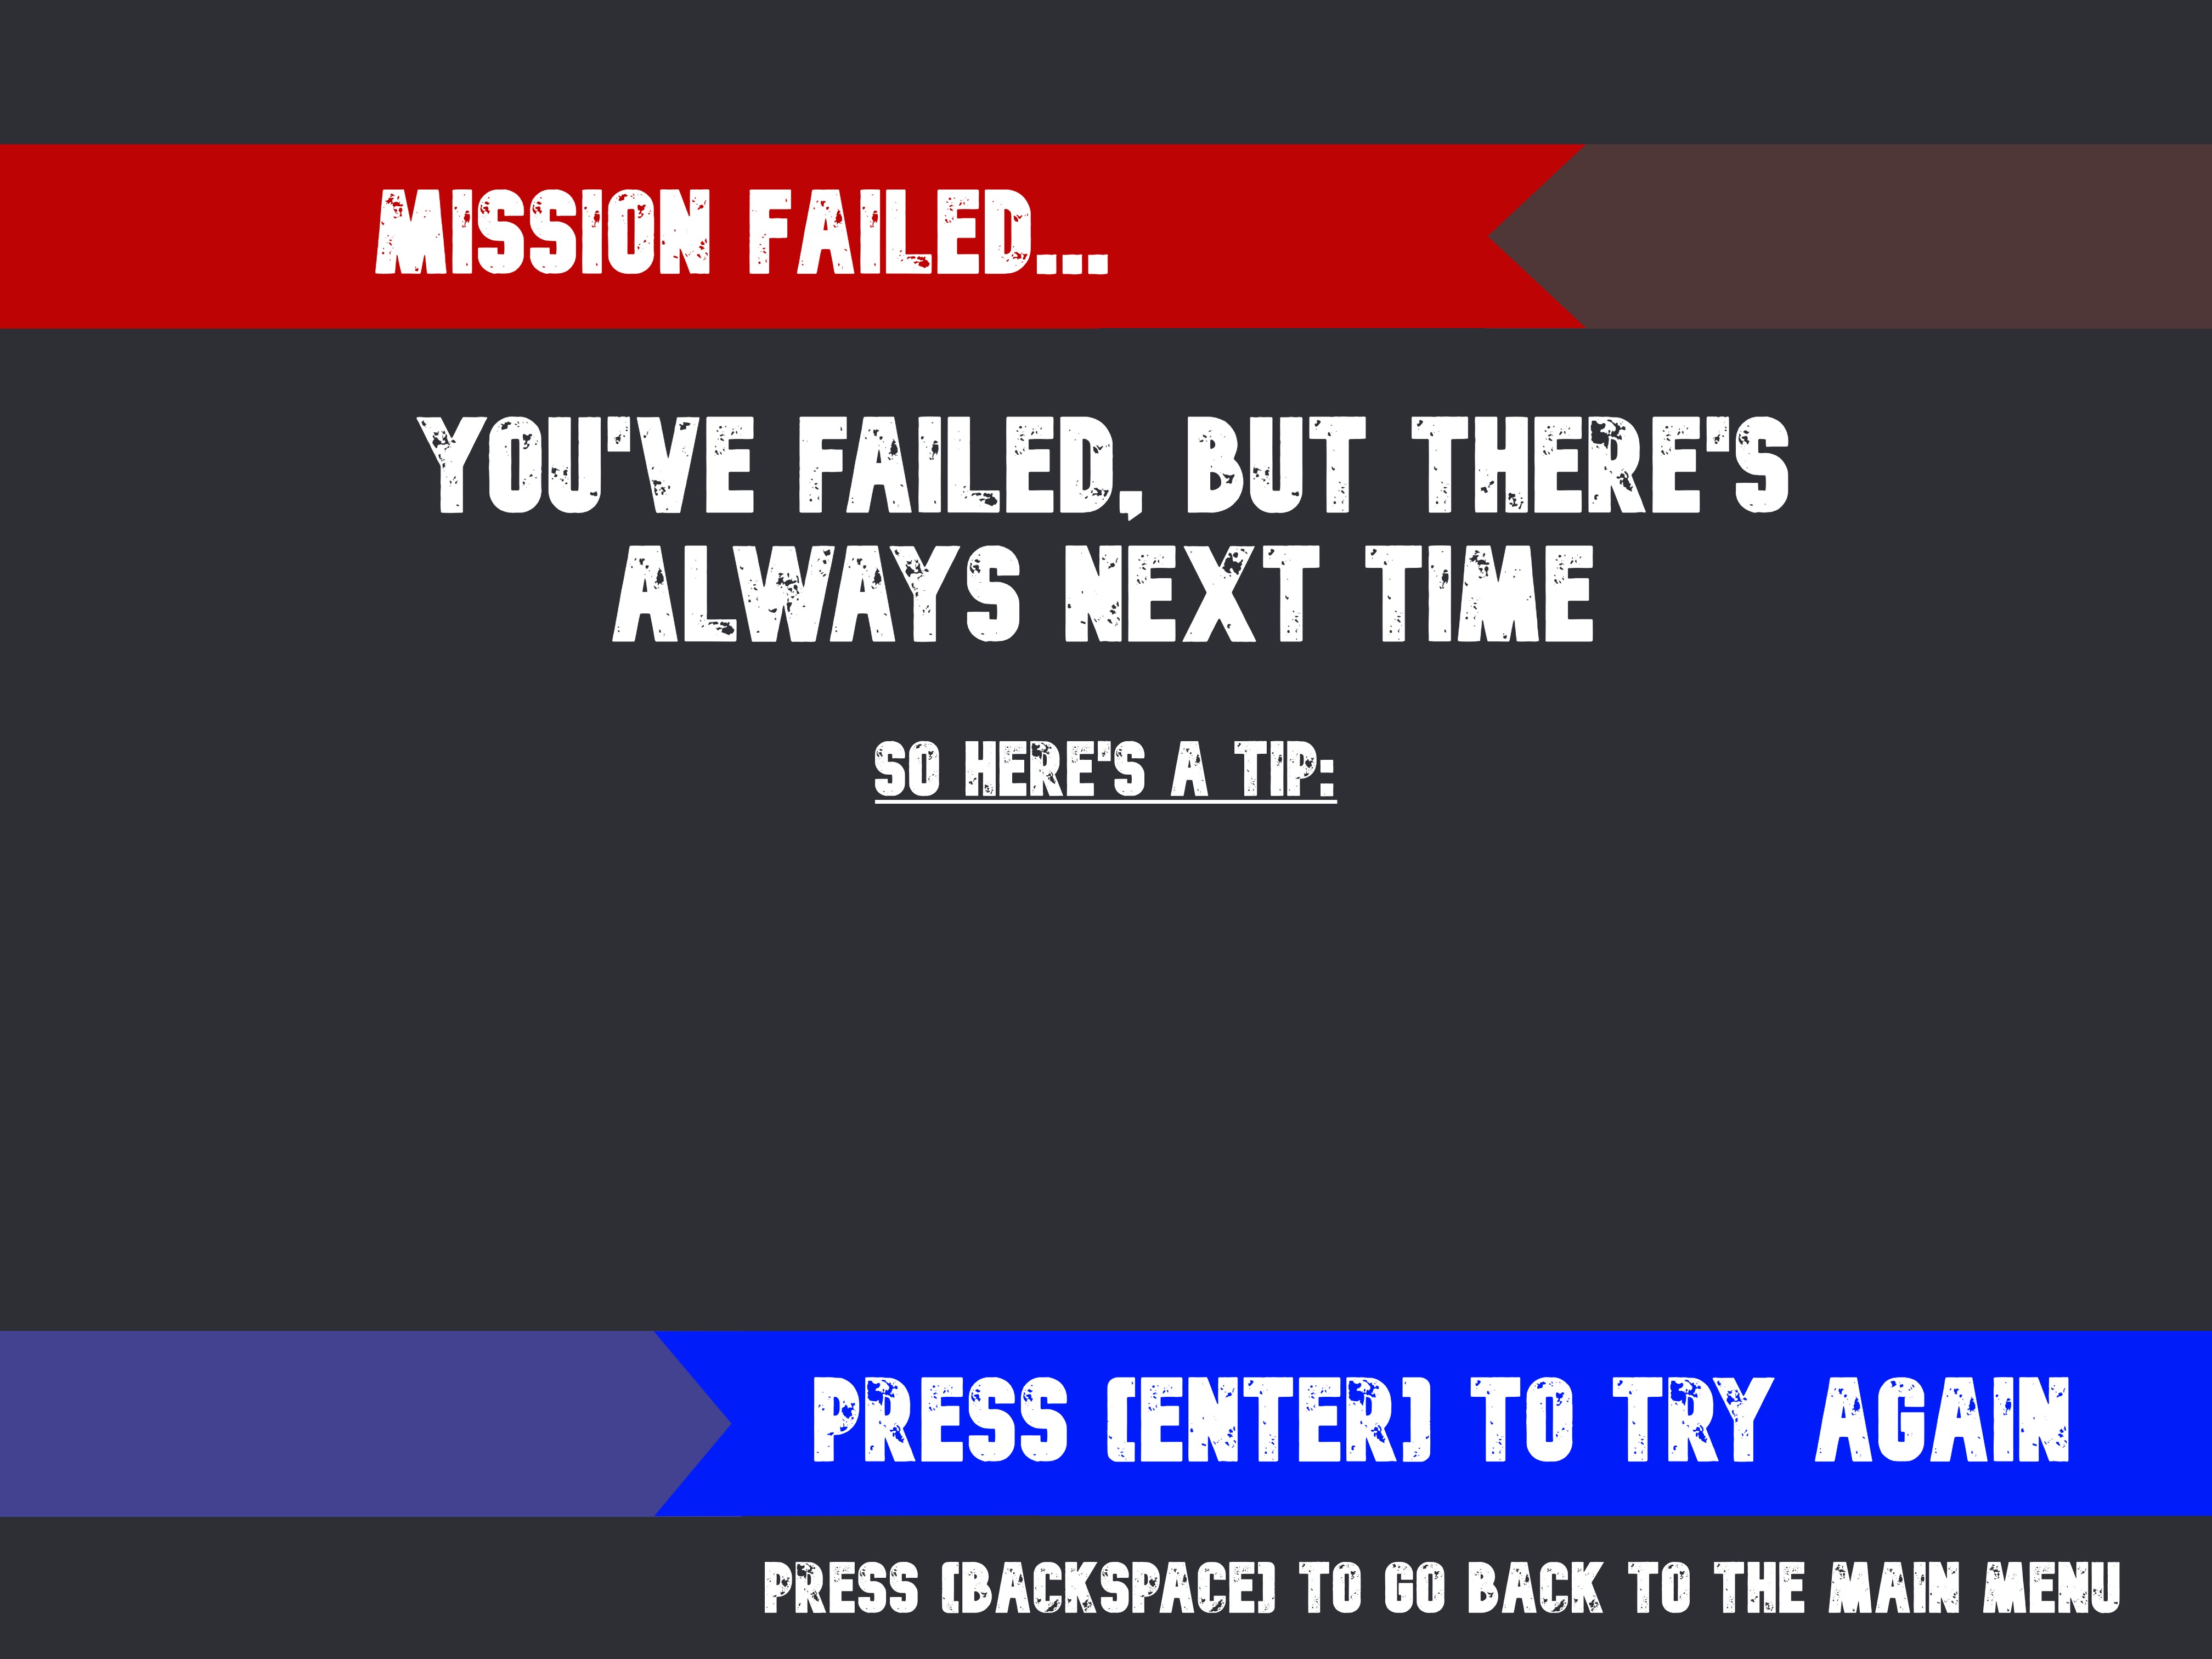 MISSION FAILED...
YOU'VE FAILED, BUT THERE'S
ALWAYS NEXT TIME
SO HERE'S A TIP:
PRESS [ENTER] TO TRY AGAIN
PRESS [BACKSPACE] TO GO BACK TO THE MAIN MENU